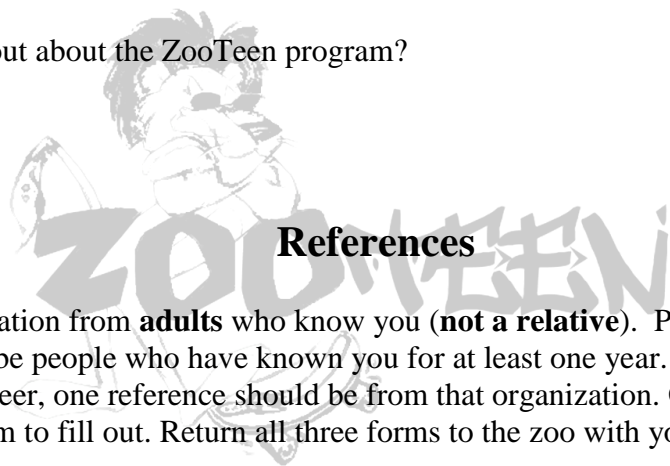 out about the ZooTeen program?
ZOOTEEN
References
ation from adults who know you (not a relative). P
be people who have known you for at least one year.
eer, one reference should be from that organization.
m to fill out. Return all three forms to the zoo with yo